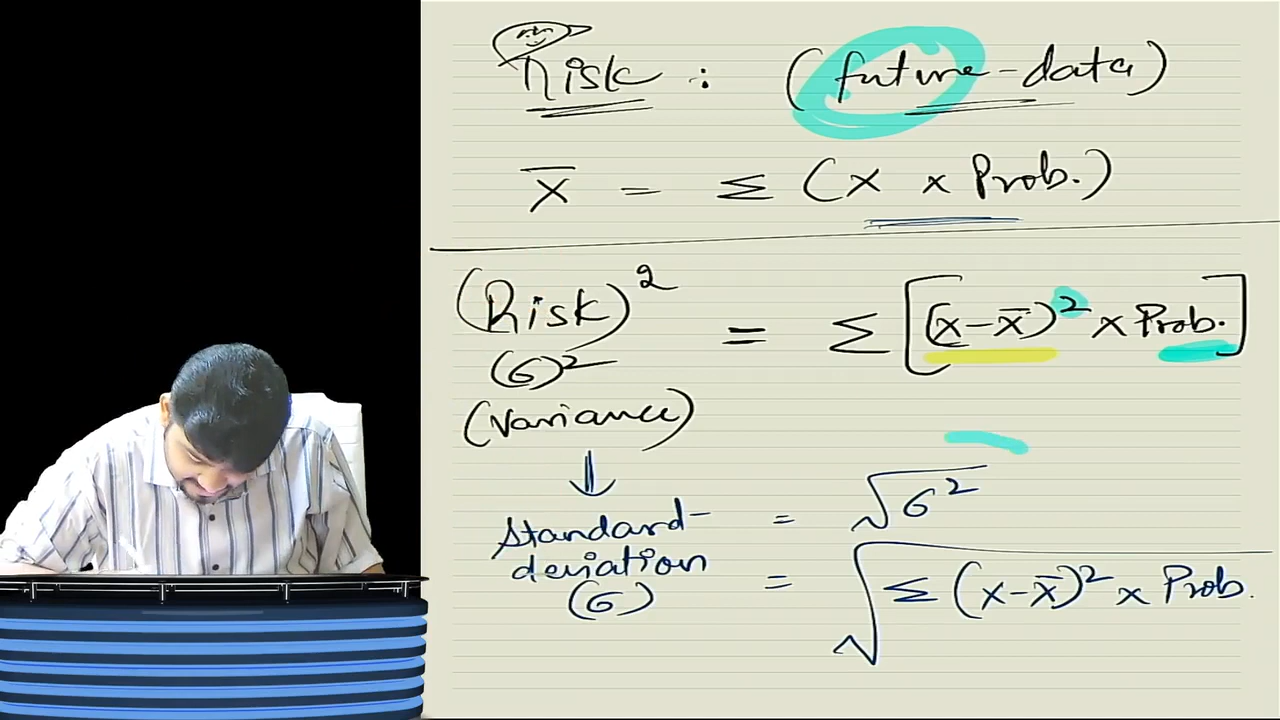 Risk : (future-data)
X̅ = Σ (X x Prob.)
(Risk)² = Σ [(x-x̅)² x Prob.]
(σ)²
(Variance)
↓
Standard- = √σ²
deviation = √Σ (x-x̅)² x Prob.
(σ)